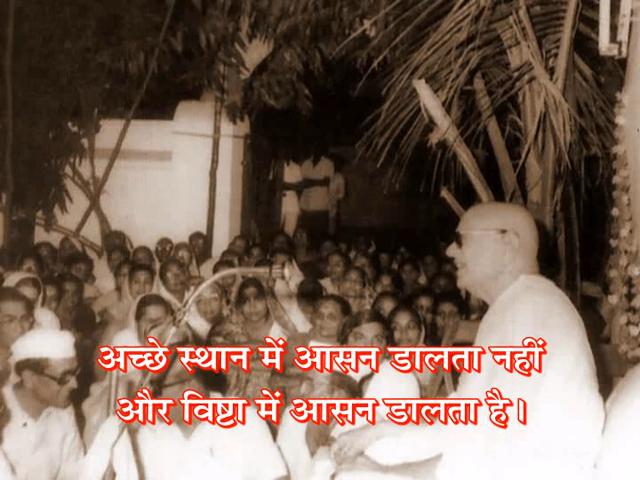 अच्छे स्थान में आसन डालता नहीं
और विष्टा में आसन डालता है।